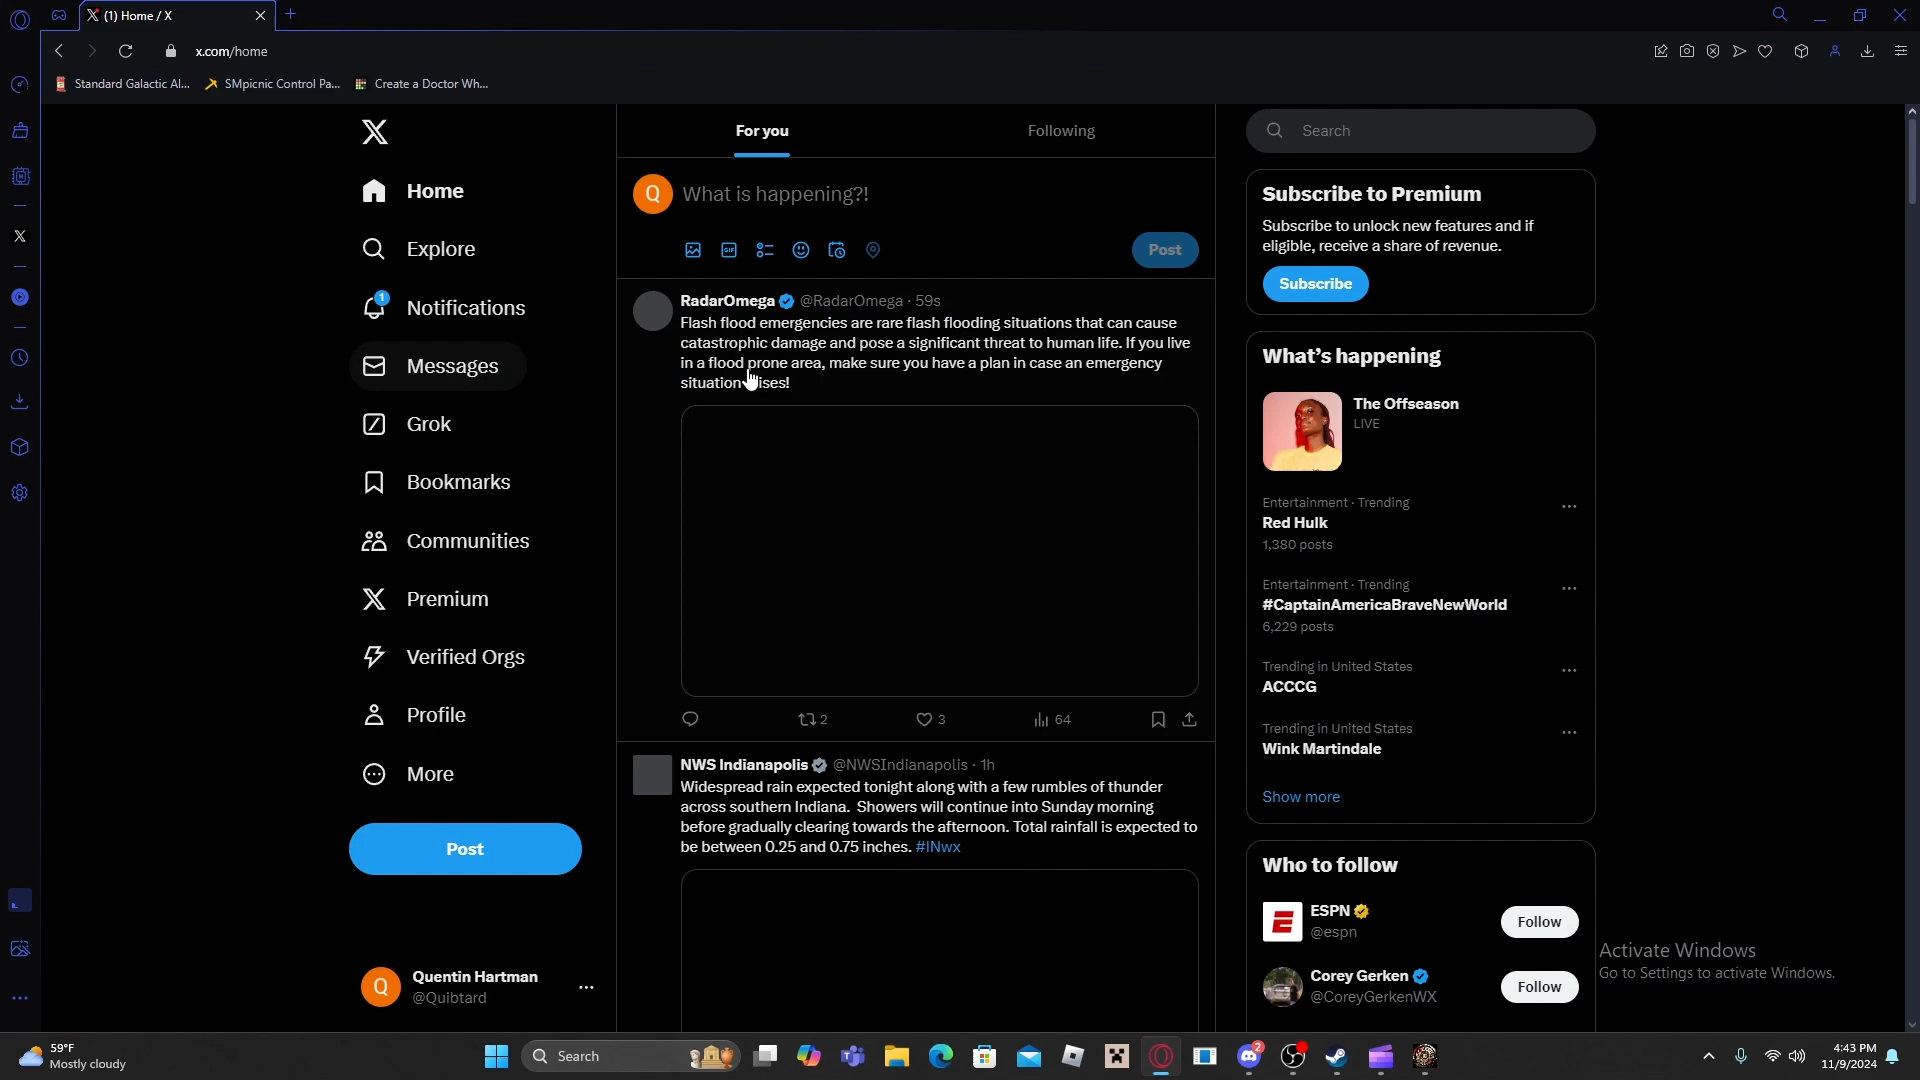 (1) Home / X
x.com/home
Standard Galactic Al...
SMpicnic Control Pa...
Create a Doctor Wh...
Home
Explore
1
Notifications
Messages
Grok
Bookmarks
Communities
Premium
Verified Orgs
Profile
More
Post
Q
Quentin Hartman
@Quibtard
For you
Following
Q
What is happening?!
GIF
Post
RadarOmega @RadarOmega · 59s
Flash flood emergencies are rare flash flooding situations that can cause
catastrophic damage and pose a significant threat to human life. If you live
in a flood prone area, make sure you have a plan in case an emergency
situation ises!
2
3
64
NWS Indianapolis @NWSIndianapolis · 1h
Widespread rain expected tonight along with a few rumbles of thunder
across southern Indiana. Showers will continue into Sunday morning
before gradually clearing towards the afternoon. Total rainfall is expected to
be between 0.25 and 0.75 inches. #INwx
Search
Subscribe to Premium
Subscribe to unlock new features and if
eligible, receive a share of revenue.
Subscribe
What's happening
The Offseason
LIVE
Entertainment · Trending
Red Hulk
1,380 posts
Entertainment · Trending
#CaptainAmericaBraveNewWorld
6,229 posts
Trending in United States
ACCCG
Trending in United States
Wink Martindale
Show more
Who to follow
ESPN
@espn
Follow
Corey Gerken
@CoreyGerkenWX
Follow
Activate Windows
Go to Settings to activate Windows.
59°F
Mostly cloudy
Search
2
4:43 PM
11/9/2024